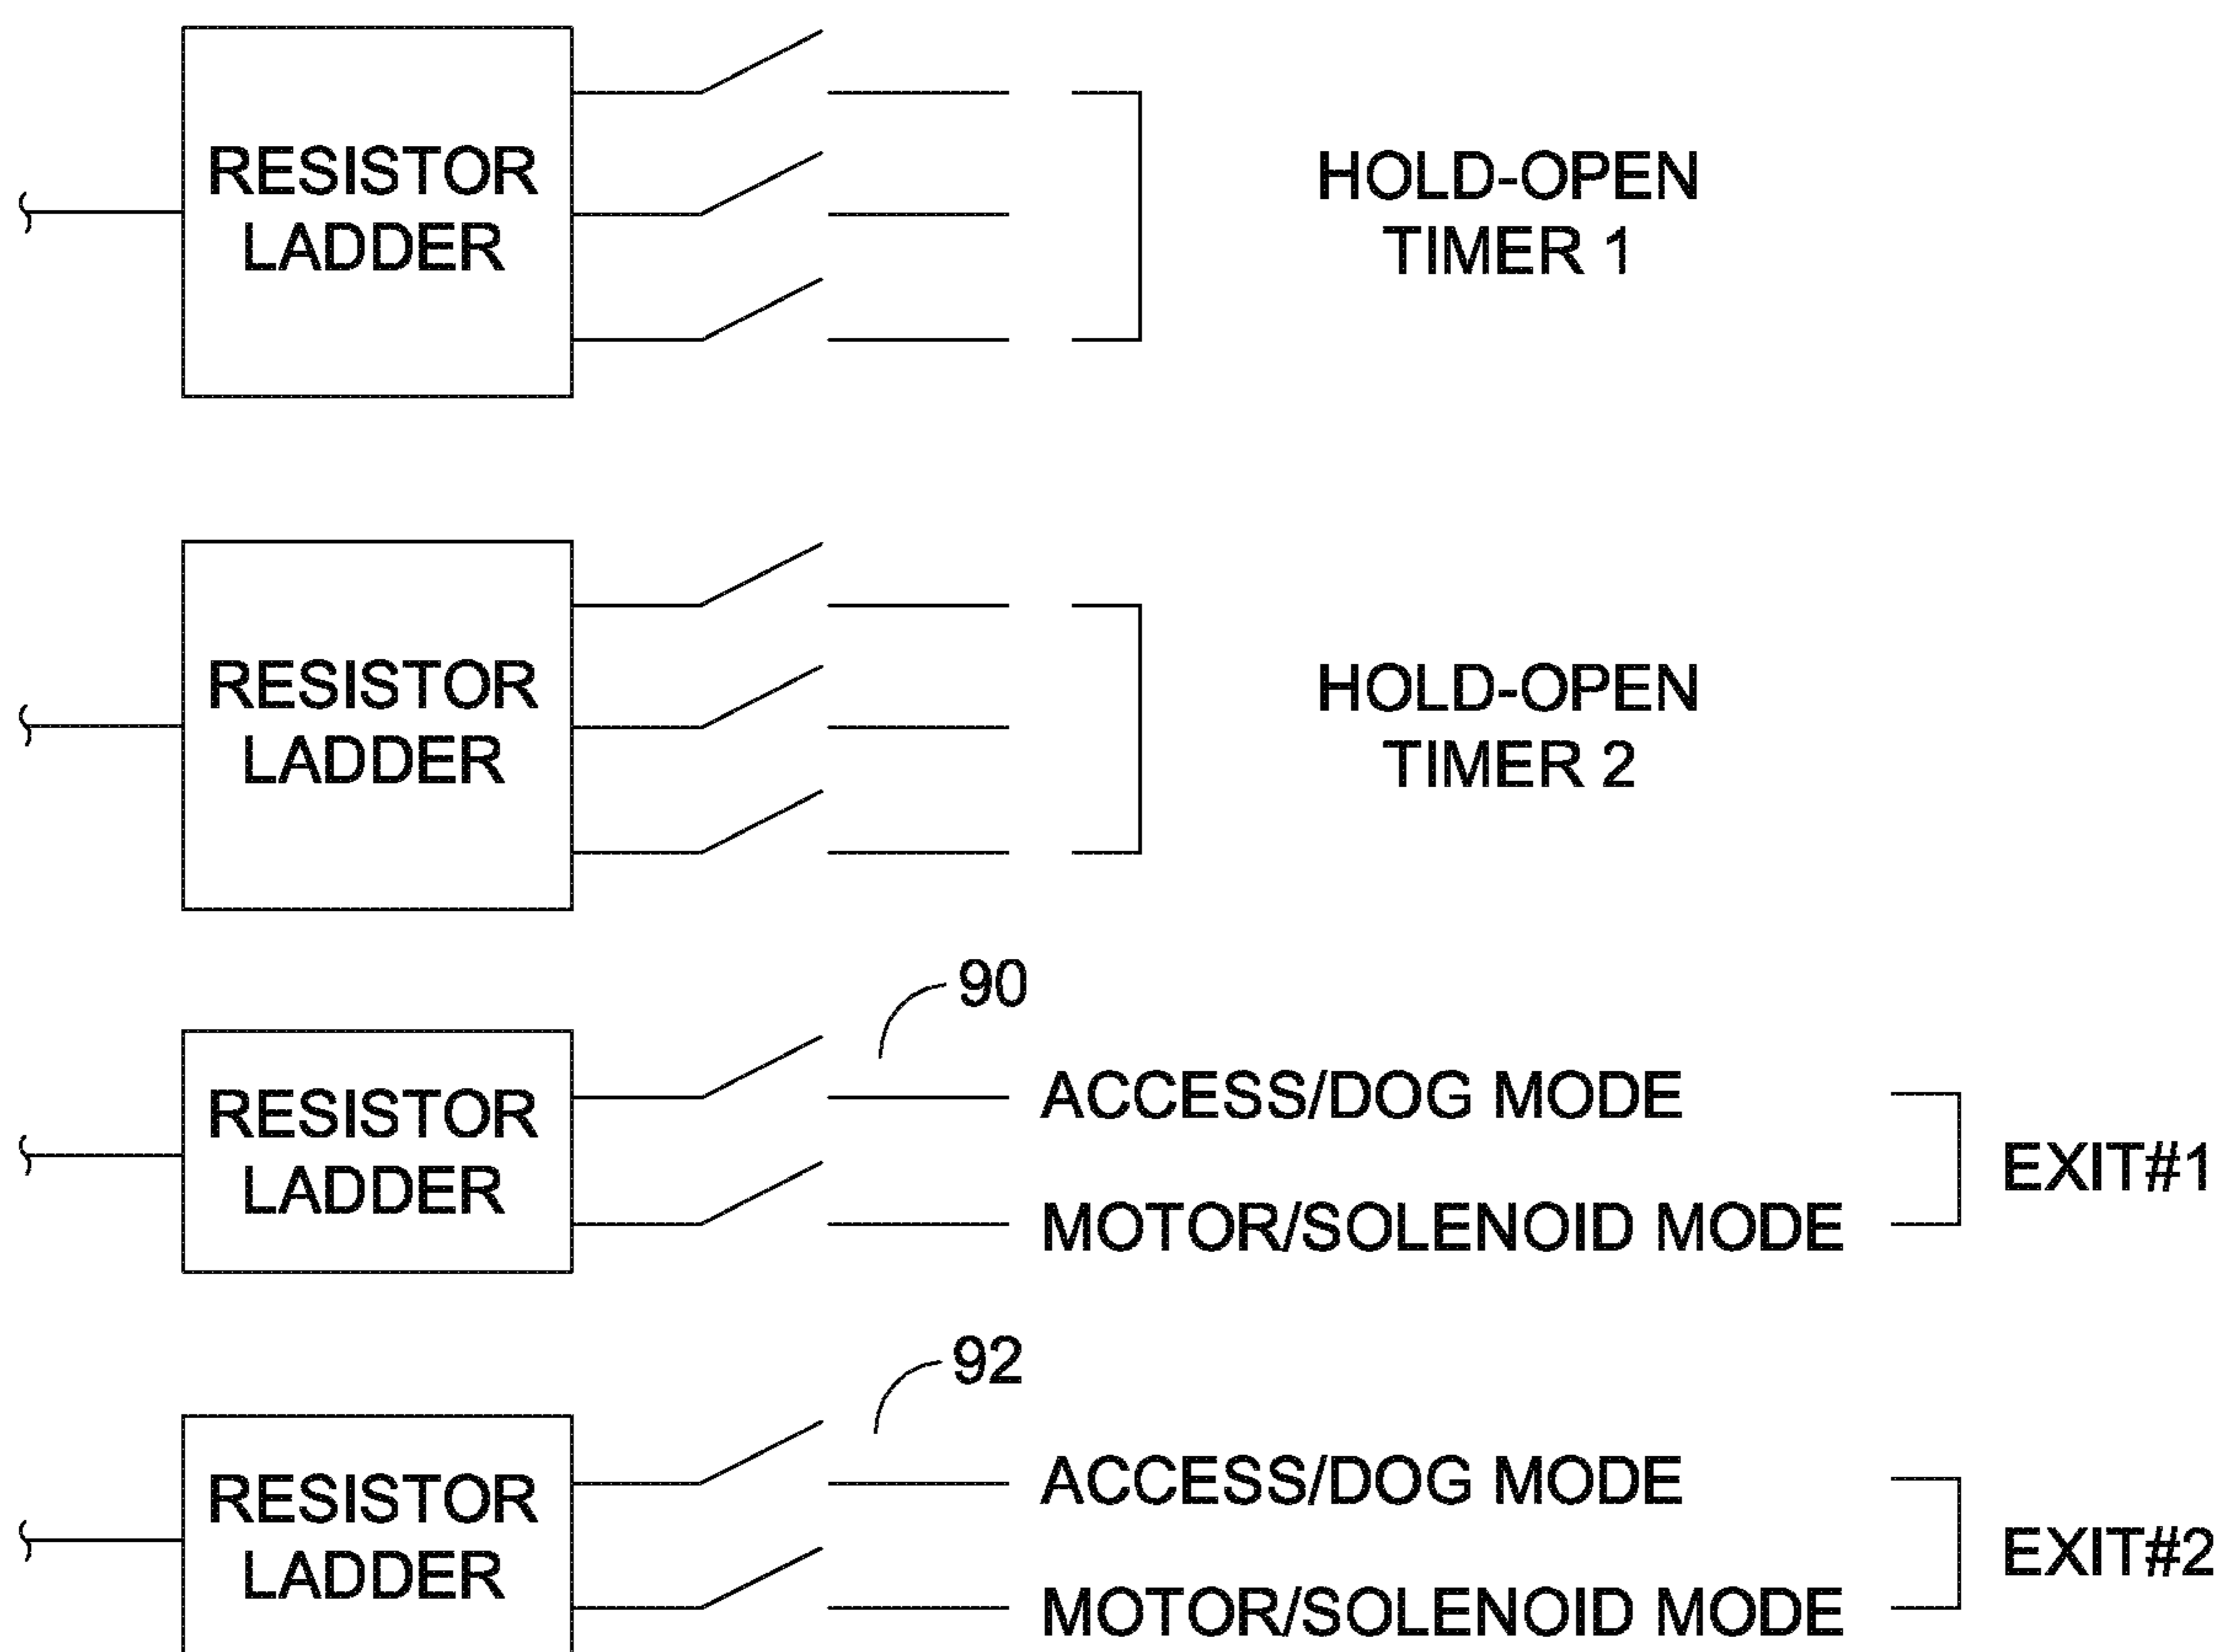 RESISTOR
LADDER
HOLD-OPEN
TIMER 1
RESISTOR
LADDER
HOLD-OPEN
TIMER 2
90
RESISTOR
LADDER
ACCESS/DOG MODE
MOTOR/SOLENOID MODE
EXIT#1
92
RESISTOR
LADDER
ACCESS/DOG MODE
MOTOR/SOLENOID MODE
EXIT#2